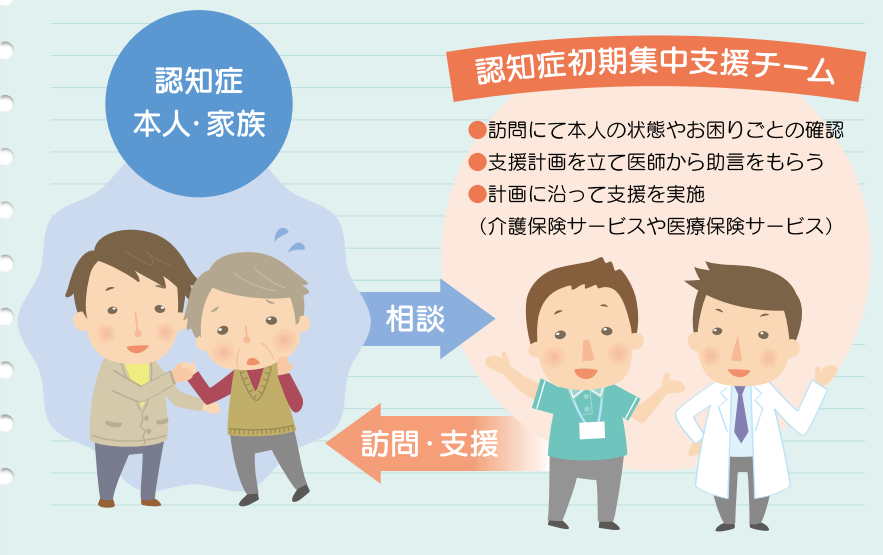 認知症
本人・家族
認知症初期集中支援チーム
●訪問にて本人の状態やお困りごとの確認
●支援計画を立て医師から助言をもらう
●計画に沿って支援を実施
（介護保険サービスや医療保険サービス）
相談
訪問・支援